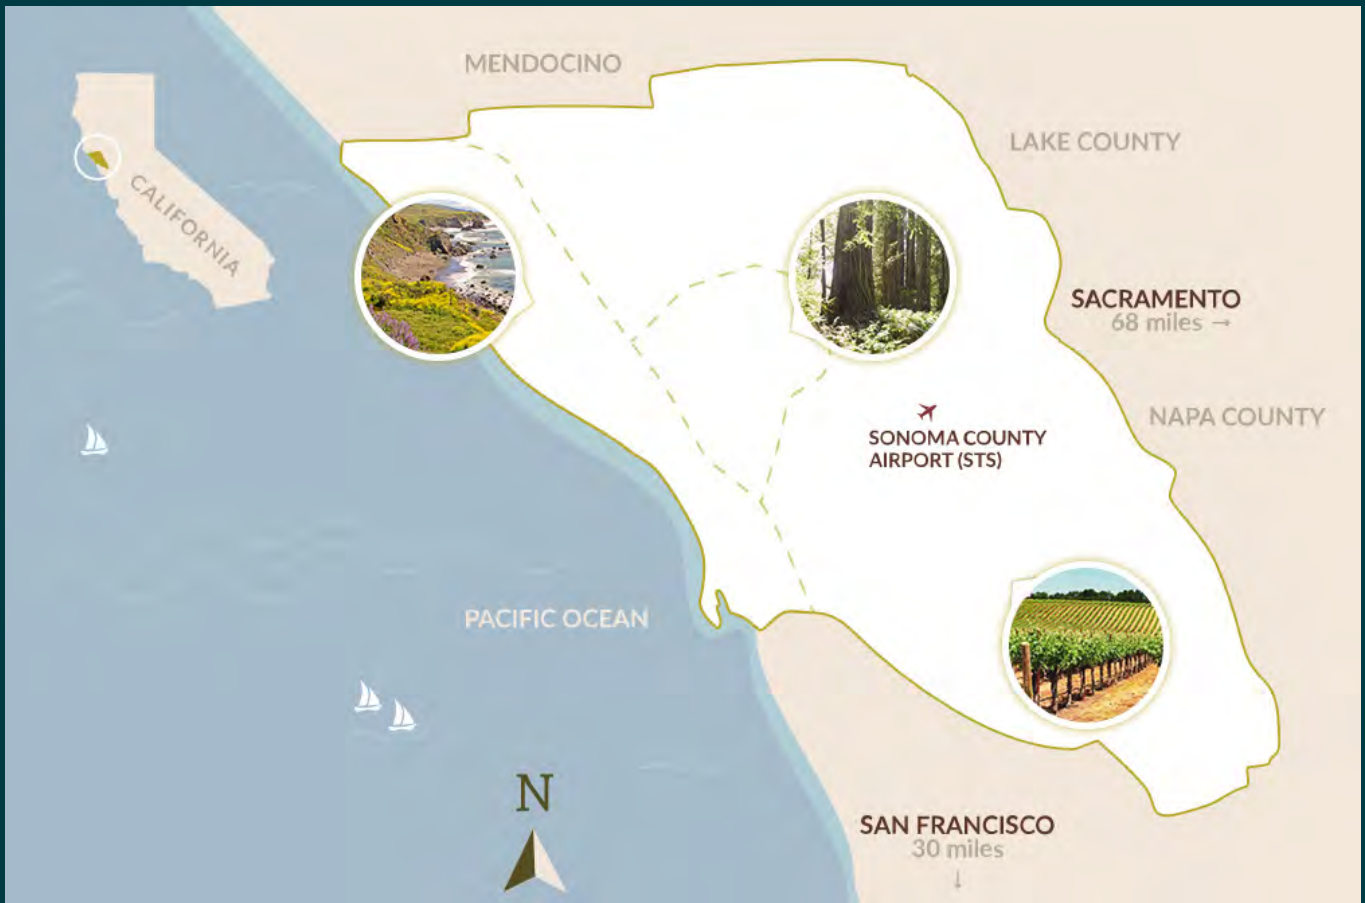 MENDOCINO
LAKE COUNTY
CALIFORNIA
SACRAMENTO
68 miles →
NAPA COUNTY
SONOMA COUNTY
AIRPORT (STS)
PACIFIC OCEAN
N
SAN FRANCISCO
30 miles
↓